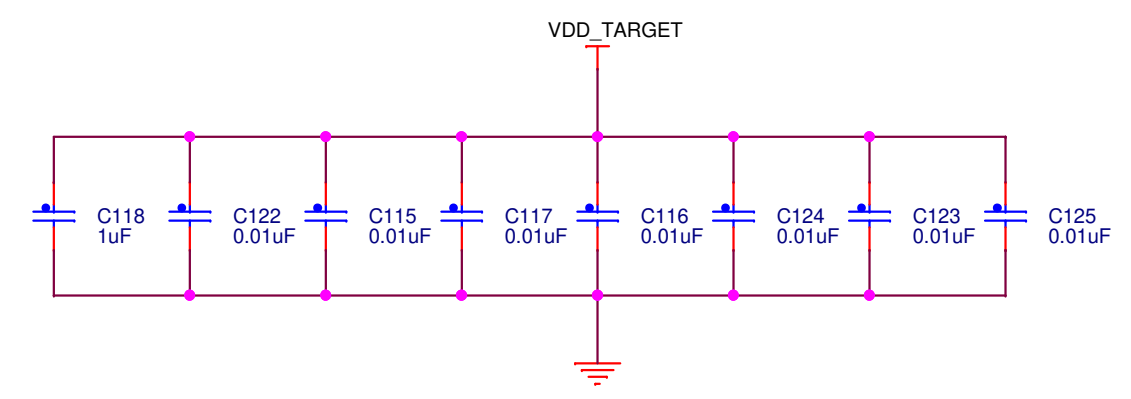 VDD_TARGET
C118
1uF
C122
0.01uF
C115
0.01uF
C117
0.01uF
C116
0.01uF
C124
0.01uF
C123
0.01uF
C125
0.01uF